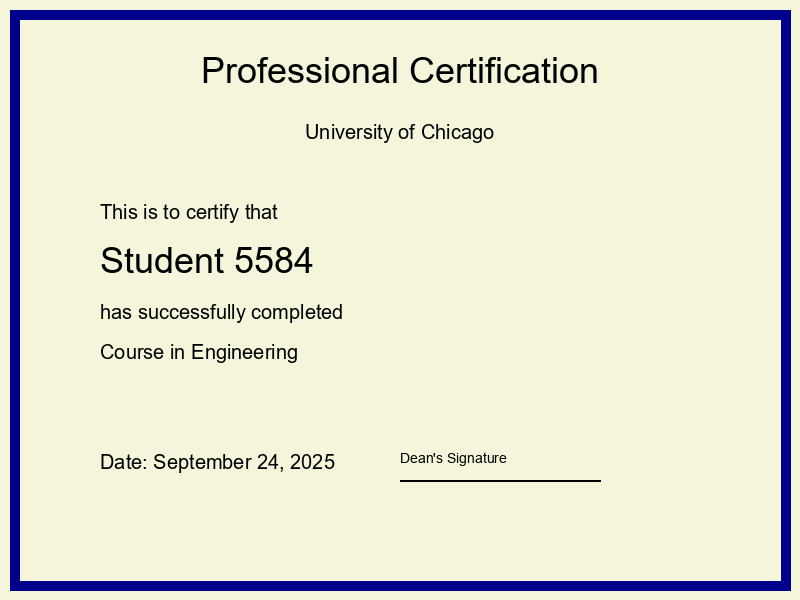 Professional Certification
University of Chicago
This is to certify that
Student 5584
has successfully completed
Course in Engineering
Date: September 24, 2025
Dean's Signature